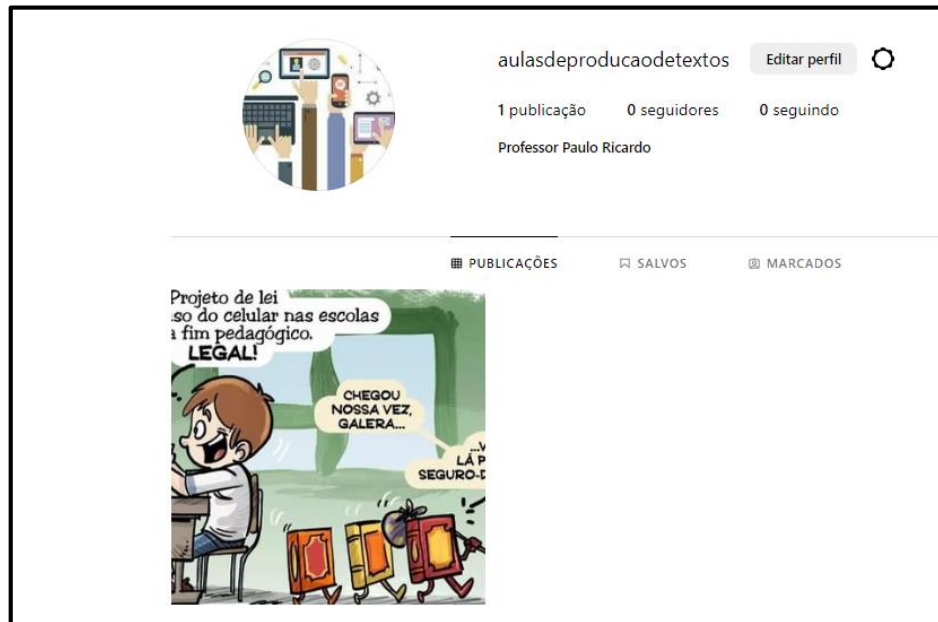 aulasdeproducaodetextos Editar perfil
1 publicação 0 seguidores 0 seguindo
Professor Paulo Ricardo
PUBLICAÇÕES SALVOS MARCADOS
Projeto de lei
so do celular nas escolas
a fim pedagógico.
LEGAL!
CHEGOU
NOSSA VEZ,
GALERA...
...V
LÁ P
SEGURO-D